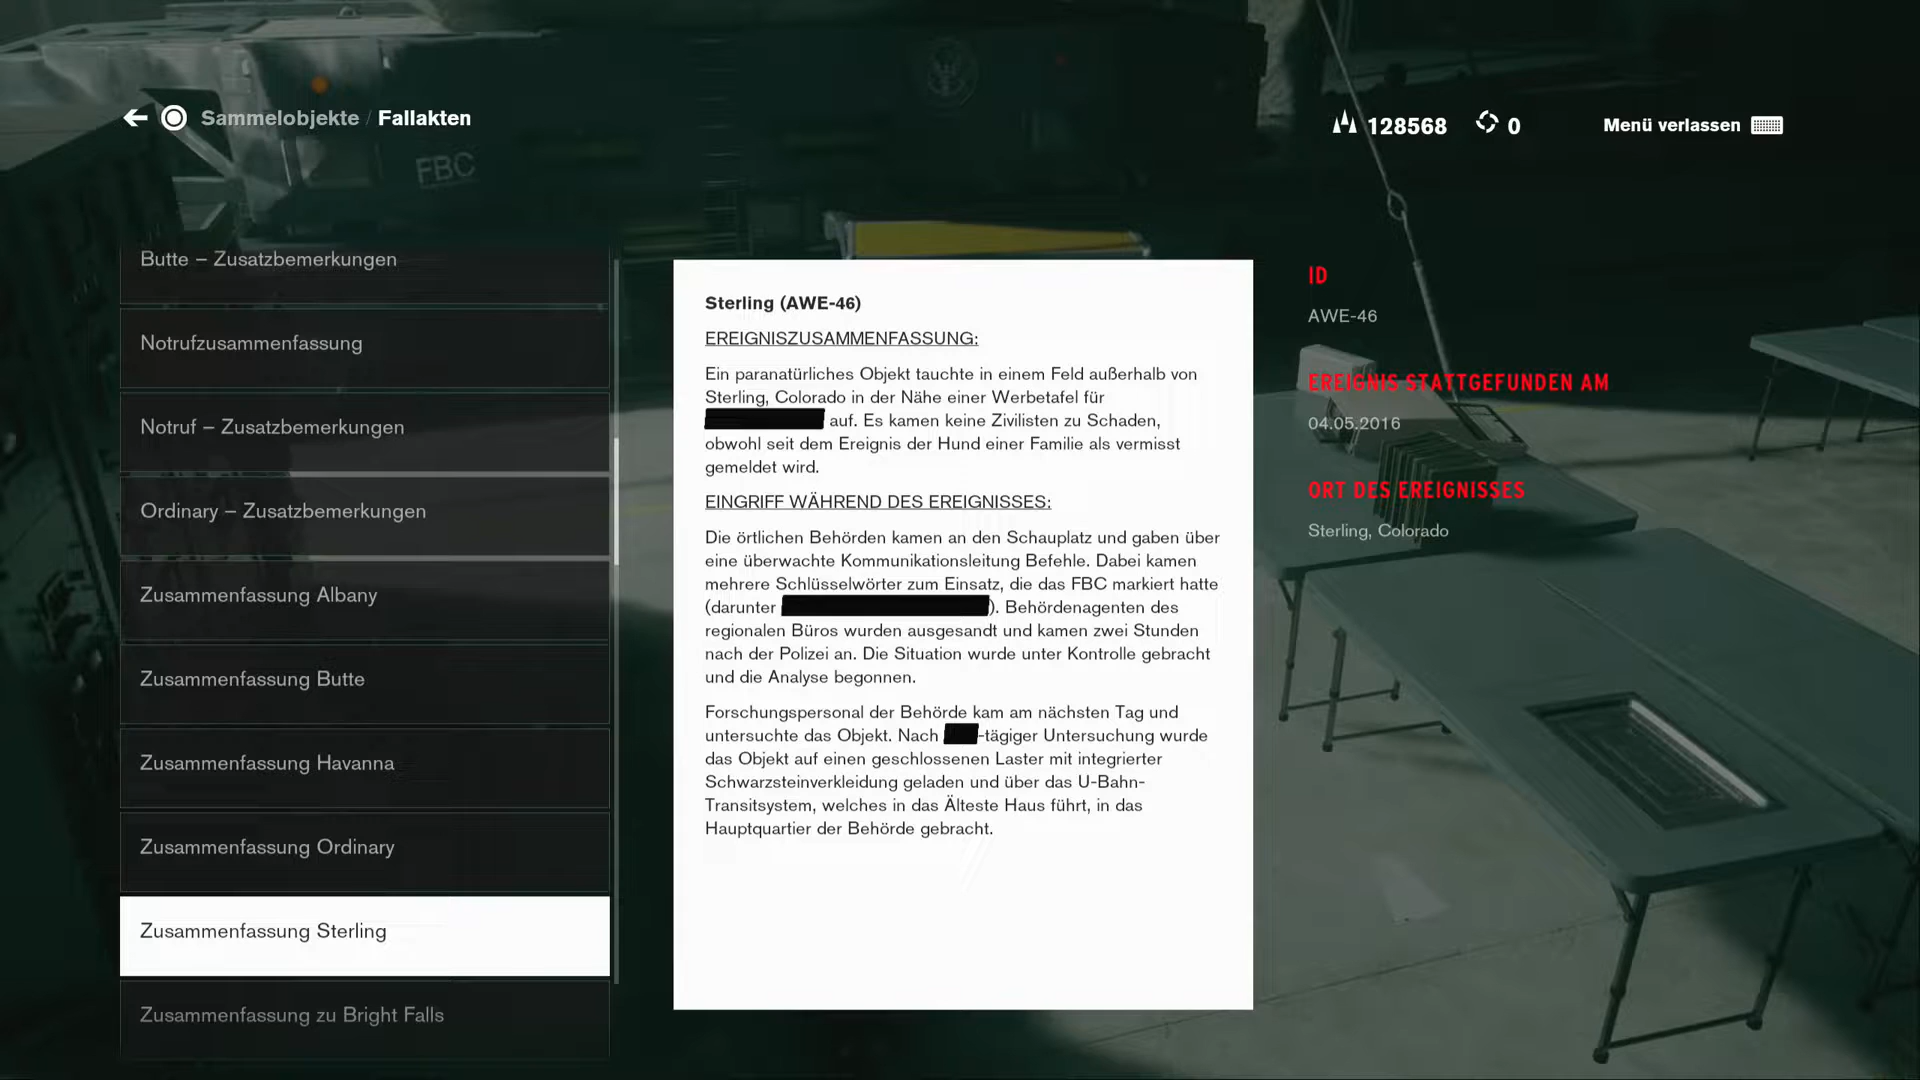 Sammelobjekte / Fallakten
128568
0
Menü verlassen
FBC
Butte – Zusatzbemerkungen
Notrufzusammenfassung
Notruf – Zusatzbemerkungen
Ordinary – Zusatzbemerkungen
Zusammenfassung Albany
Zusammenfassung Butte
Zusammenfassung Havanna
Zusammenfassung Ordinary
Zusammenfassung Sterling
Zusammenfassung zu Bright Falls
Sterling (AWE-46)
EREIGNISZUSAMMENFASSUNG:
Ein paranatürliches Objekt tauchte in einem Feld außerhalb von
Sterling, Colorado in der Nähe einer Werbetafel für
auf. Es kamen keine Zivilisten zu Schaden,
obwohl seit dem Ereignis der Hund einer Familie als vermisst
gemeldet wird.
EINGRIFF WÄHREND DES EREIGNISSES:
Die örtlichen Behörden kamen an den Schauplatz und gaben über
eine überwachte Kommunikationsleitung Befehle. Dabei kamen
mehrere Schlüsselwörter zum Einsatz, die das FBC markiert hatte
(darunter ). Behördenagenten des
regionalen Büros wurden ausgesandt und kamen zwei Stunden
nach der Polizei an. Die Situation wurde unter Kontrolle gebracht
und die Analyse begonnen.
Forschungspersonal der Behörde kam am nächsten Tag und
untersuchte das Objekt. Nach -tägiger Untersuchung wurde
das Objekt auf einen geschlossenen Laster mit integrierter
Schwarzsteinverkleidung geladen und über das U-Bahn-
Transitsystem, welches in das Älteste Haus führt, in das
Hauptquartier der Behörde gebracht.
ID
AWE-46
EREIGNIS STATTGEFUNDEN AM
04.05.2016
ORT DES EREIGNISSES
Sterling, Colorado